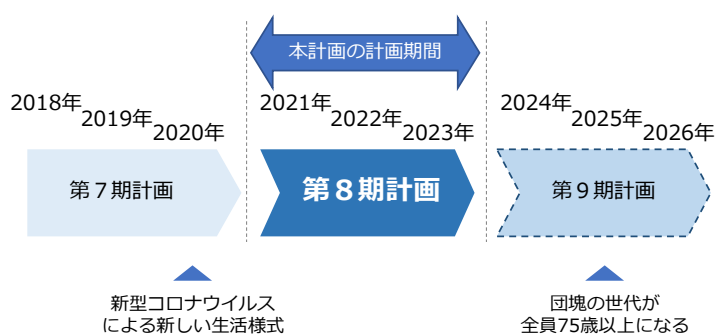 本計画の計画期間
2018年
2019年
2020年
2021年
2022年
2023年
2024年
2025年
2026年
第７期計画
第８期計画
第９期計画
新型コロナウイルス
による新しい生活様式
団塊の世代が
全員75歳以上になる